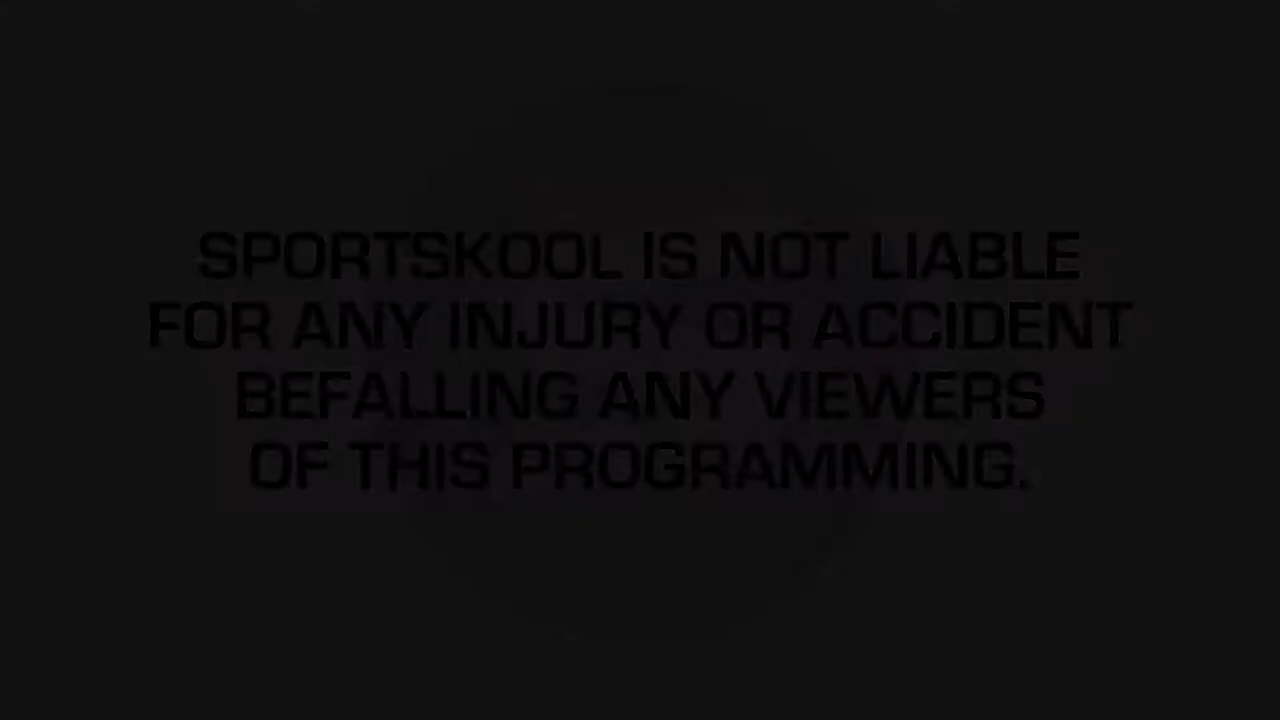 SPORTSKOOL IS NOT LIABLE
FOR ANY INJURY OR ACCIDENT
BEFALLING ANY VIEWERS
OF THIS PROGRAMMING.